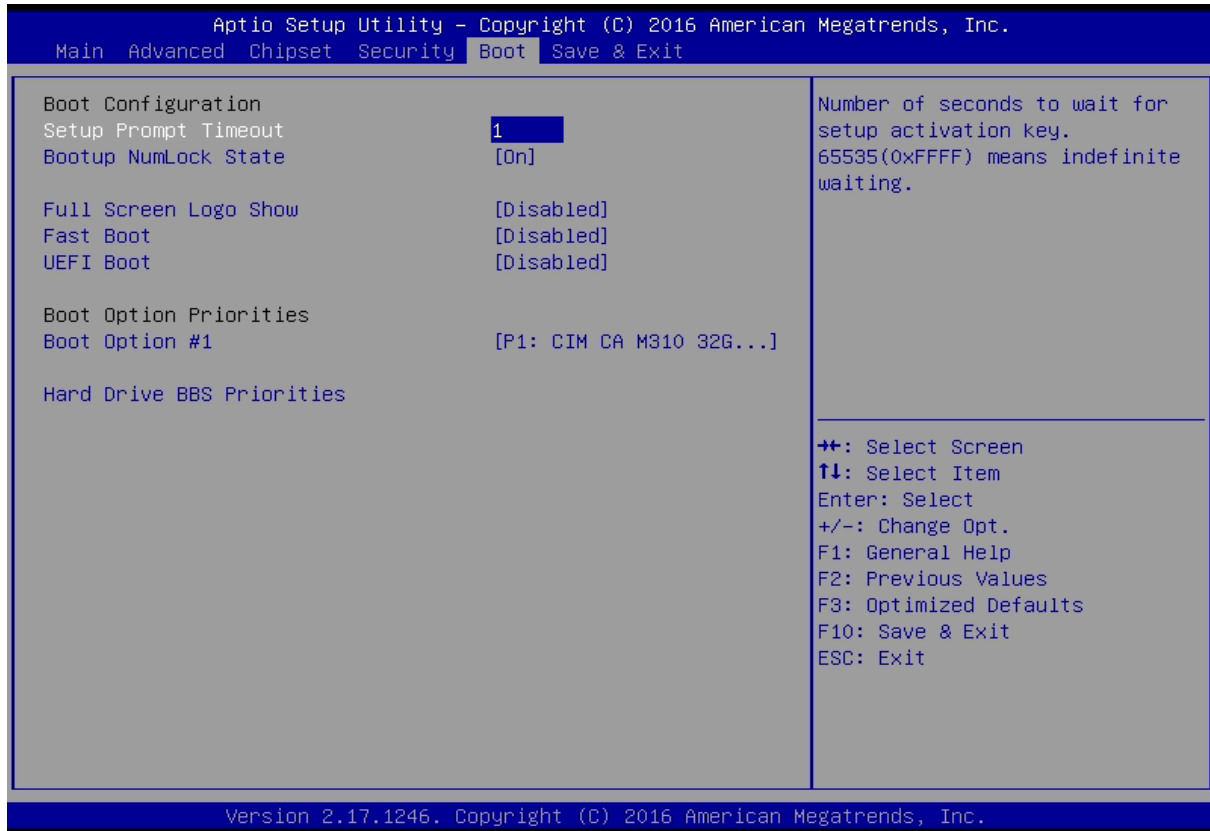 Aptio Setup Utility – Copyright (C) 2016 American Megatrends, Inc.
Main Advanced Chipset Security Boot Save & Exit
Boot Configuration
Setup Prompt Timeout 1
Bootup NumLock State [On]
Full Screen Logo Show [Disabled]
Fast Boot [Disabled]
UEFI Boot [Disabled]
Boot Option Priorities
Boot Option #1 [P1: CIM CA M310 32G...]
Hard Drive BBS Priorities
Number of seconds to wait for
setup activation key.
65535(0xFFFF) means indefinite
waiting.
→←: Select Screen
↑↓: Select Item
Enter: Select
+/-: Change Opt.
F1: General Help
F2: Previous Values
F3: Optimized Defaults
F10: Save & Exit
ESC: Exit
Version 2.17.1246. Copyright (C) 2016 American Megatrends, Inc.